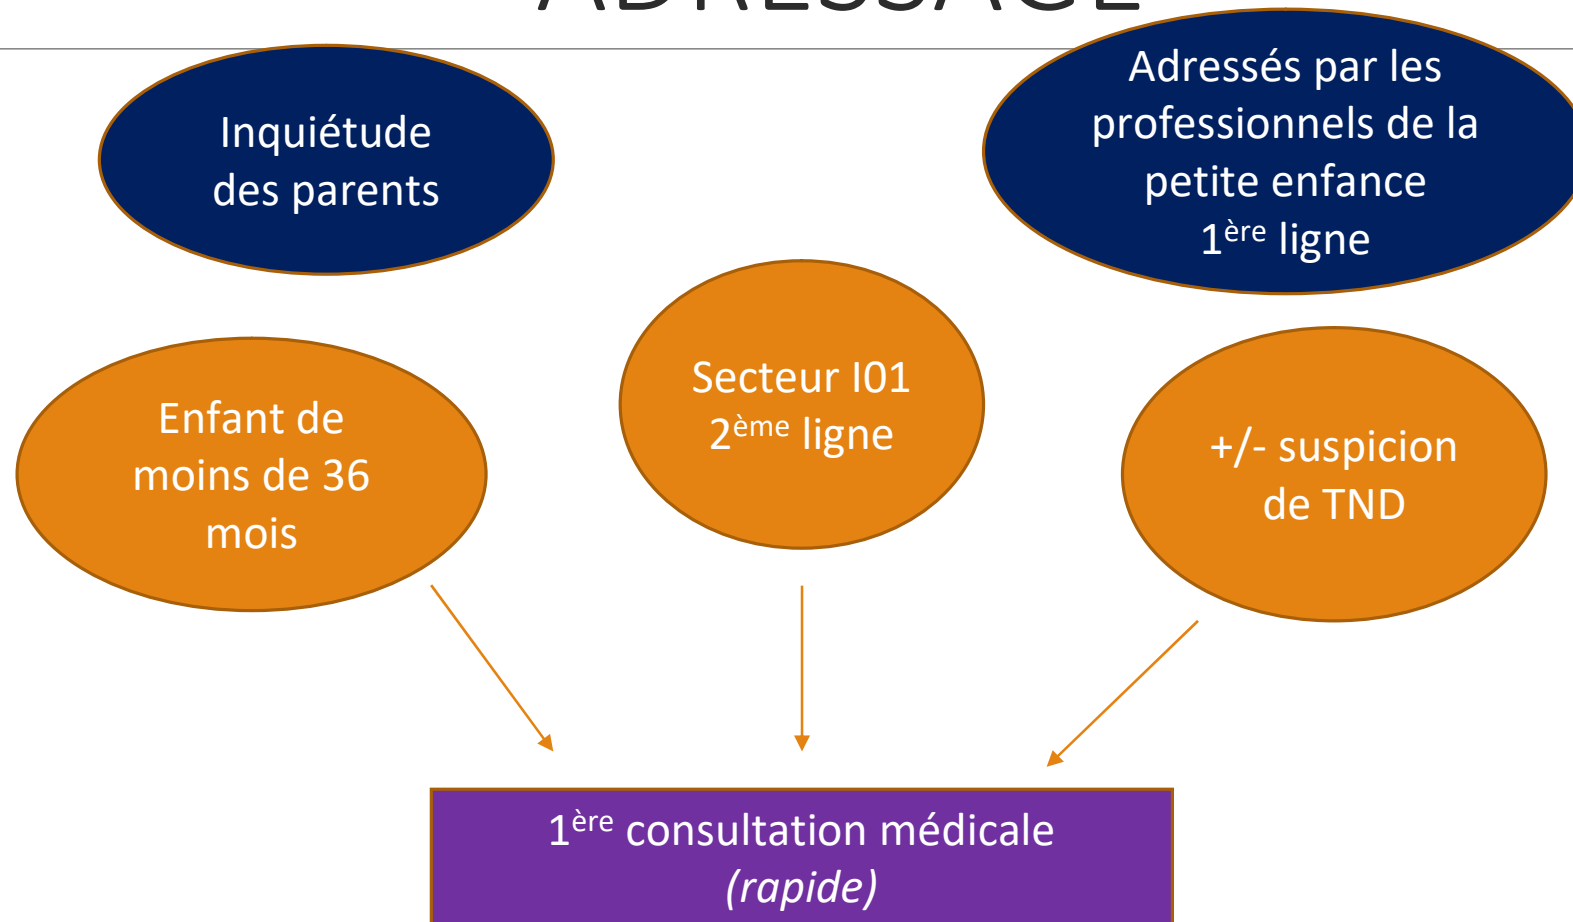 ADRESSAGE
Inquiétude
des parents
Adressés par les
professionnels de la
petite enfance
1ère ligne
Enfant de
moins de 36
mois
Secteur I01
2ème ligne
+/- suspicion
de TND
1ère consultation médicale
(rapide)